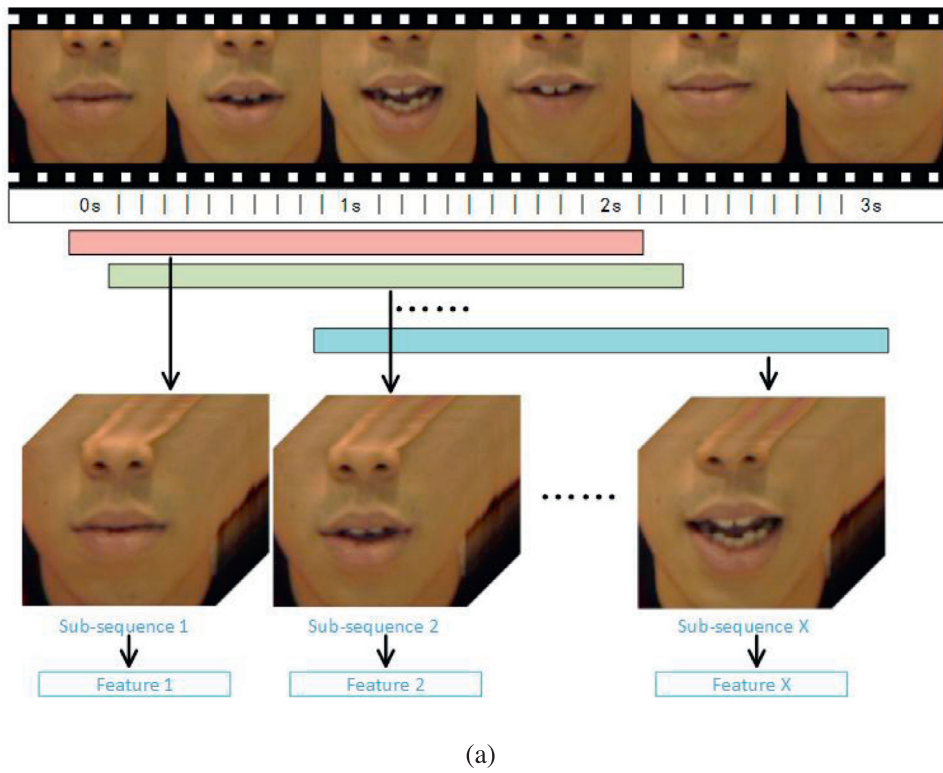 0s 1s 2s 3s
Sub-sequence 1 Sub-sequence 2 Sub-sequence X
Feature 1 Feature 2 Feature X
(a)